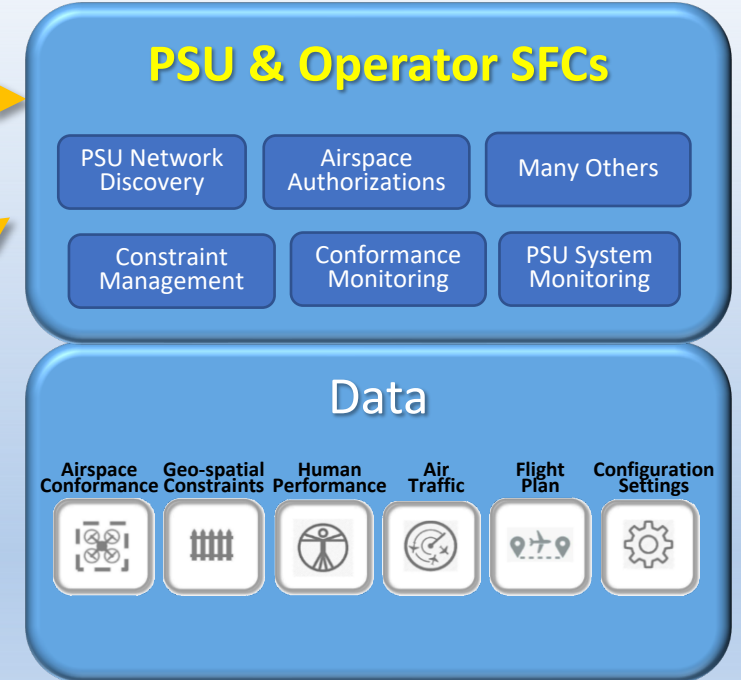 PSU & Operator SFCs
PSU Network
Discovery
Airspace
Authorizations
Many Others
Constraint
Management
Conformance
Monitoring
PSU System
Monitoring
Data
Airspace
Conformance
Geo-spatial
Constraints
Human
Performance
Air
Traffic
Flight
Plan
Configuration
Settings